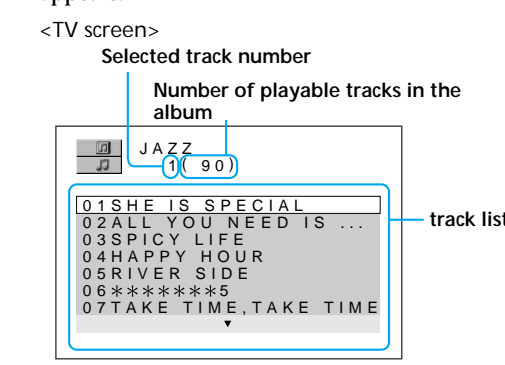 <TV screen>
Selected track number
Number of playable tracks in the
album
JAZZ
1( 90)
01SHE IS SPECIAL
02ALL YOU NEED IS ...
03SPICY LIFE
04HAPPY HOUR
05RIVER SIDE
06*******5
07TAKE TIME,TAKE TIME
track list